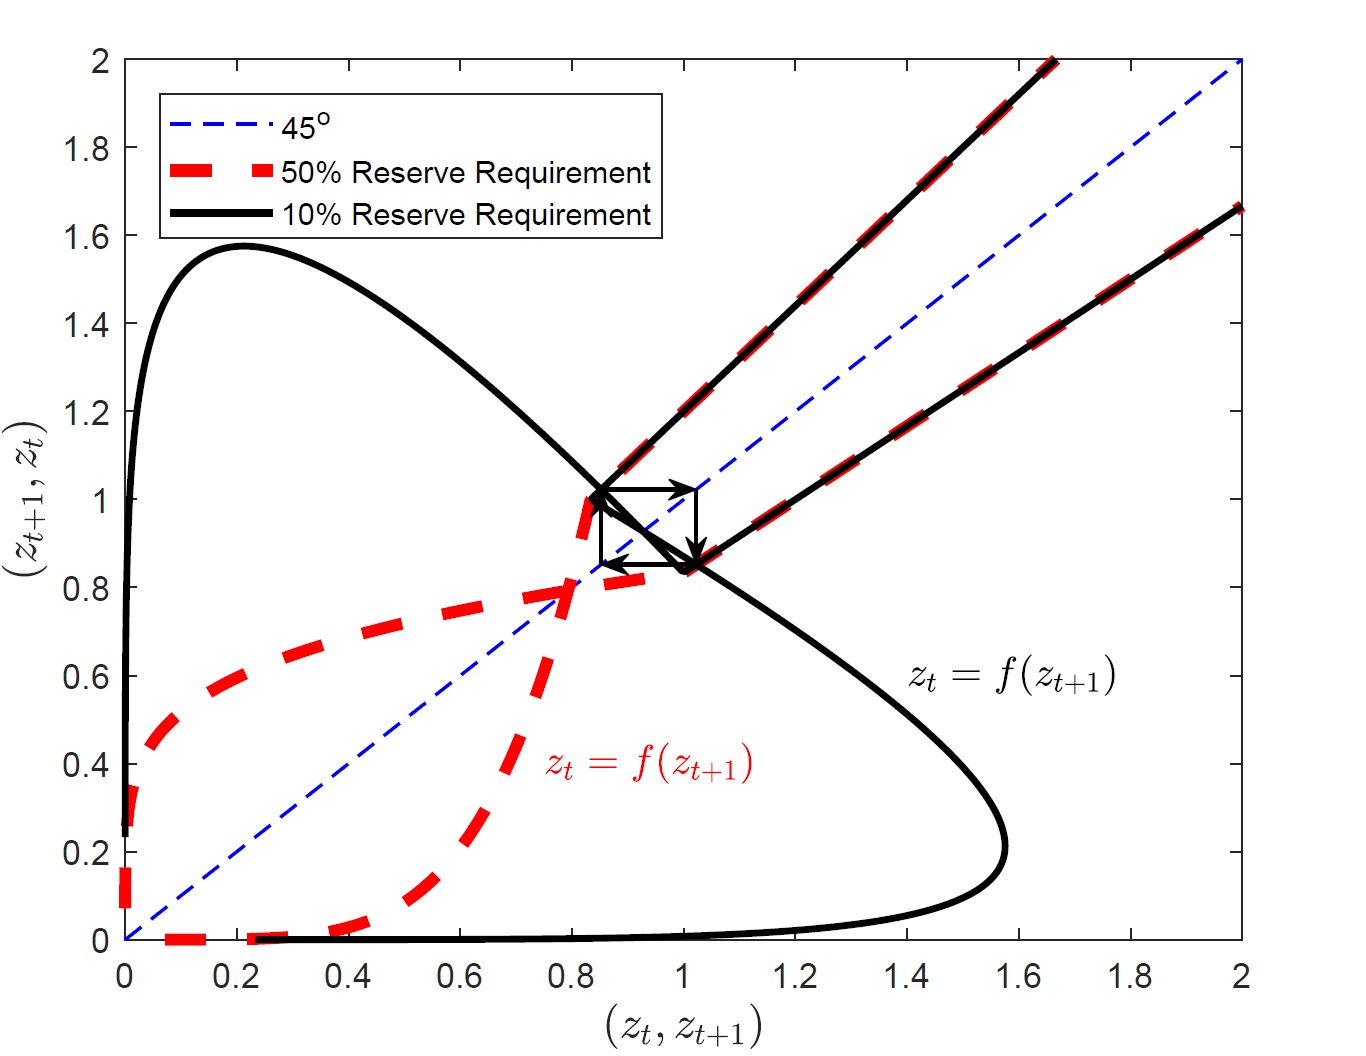 2
1.8
1.6
1.4
1.2
1
0.8
0.6
0.4
0.2
0
(z_{t+1}, z_t)
45°
50% Reserve Requirement
10% Reserve Requirement
z_t = f(z_{t+1})
z_t = f(z_{t+1})
0 0.2 0.4 0.6 0.8 1 1.2 1.4 1.6 1.8 2
(z_t, z_{t+1})